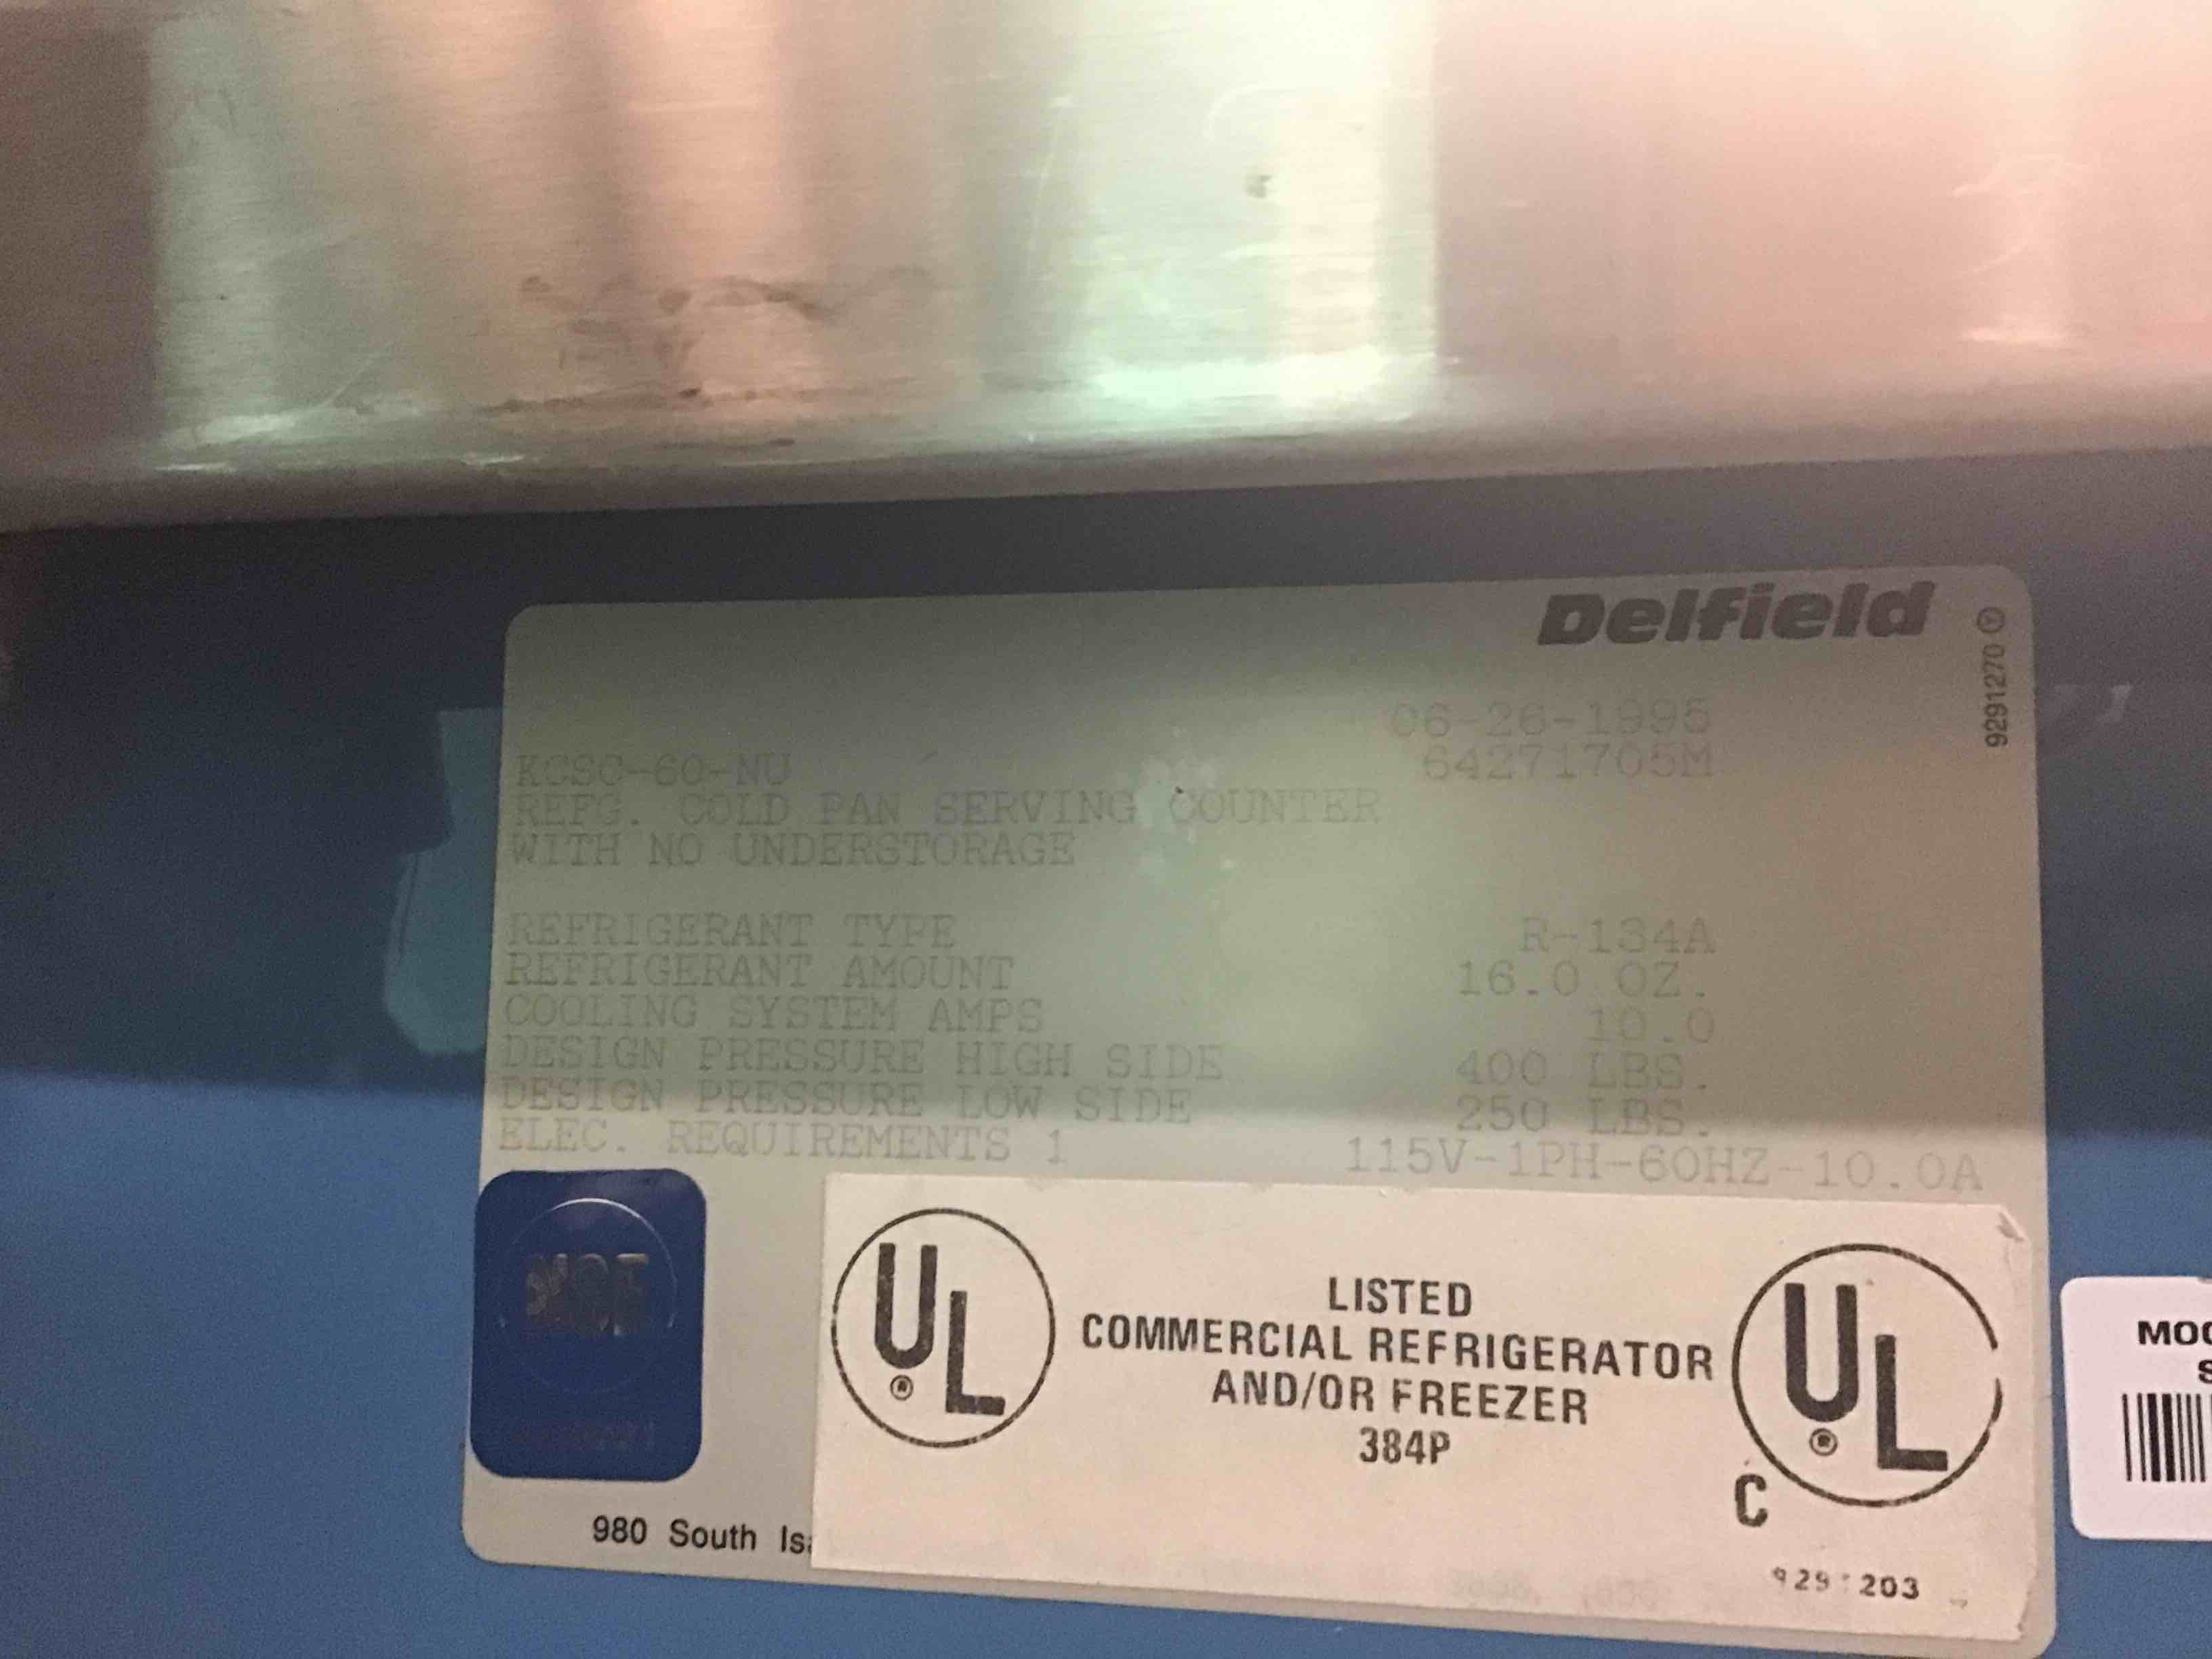 Delfield
9291270
06-26-1995
KCSC-60-NU 64271705M
REFG. COLD PAN SERVING COUNTER
WITH NO UNDERSTORAGE
REFRIGERANT TYPE R-134A
REFRIGERANT AMOUNT 16.0 OZ.
COOLING SYSTEM AMPS 10.0
DESIGN PRESSURE HIGH SIDE 400 LBS.
DESIGN PRESSURE LOW SIDE 250 LBS.
ELEC. REQUIREMENTS 1 115V-1PH-60HZ-10.0A
NSF
UL ®
LISTED
COMMERCIAL REFRIGERATOR
AND/OR FREEZER
384P
C UL ®
980 South